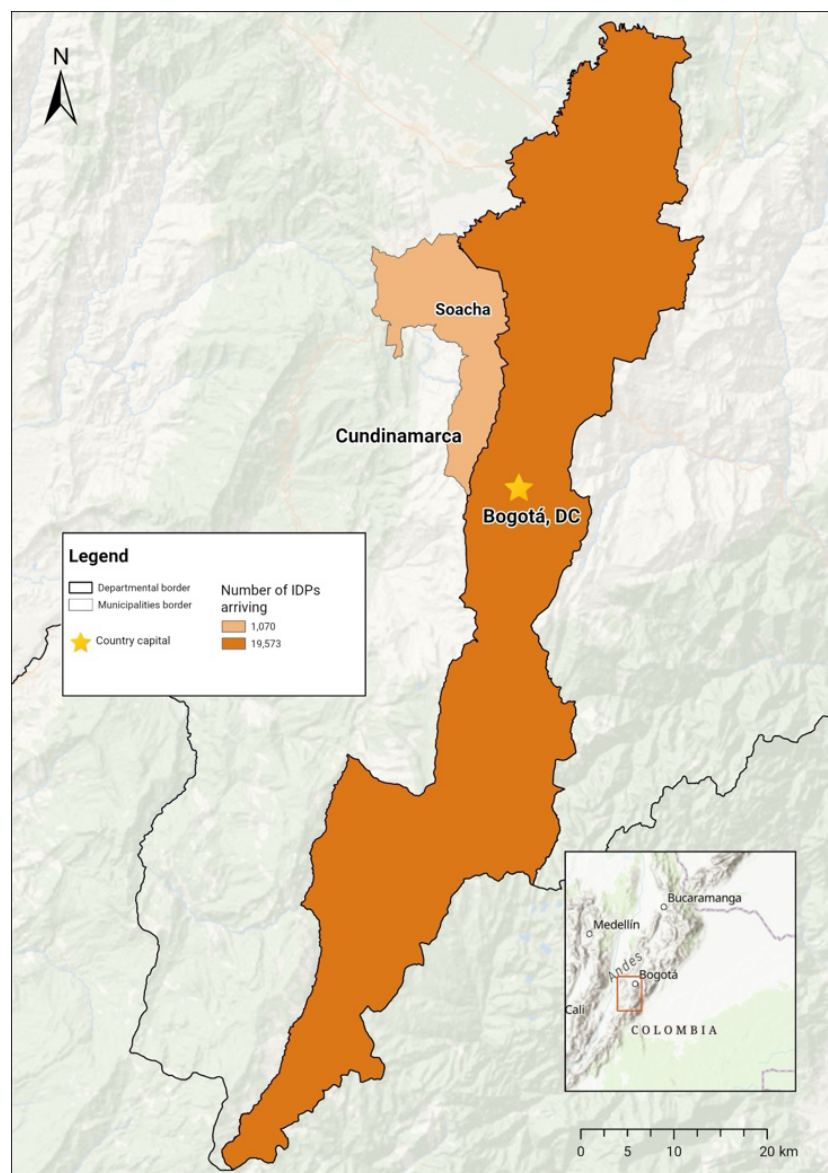 N
Soacha
Cundinamarca
Bogotá, DC
Legend
Departmental border
Municipalities border
Country capital
Number of IDPs
arriving
1,070
19,573
Bucaramanga
Medellín
Andes
Bogotá
Cali
COLOMBIA
0 5 10 20 km